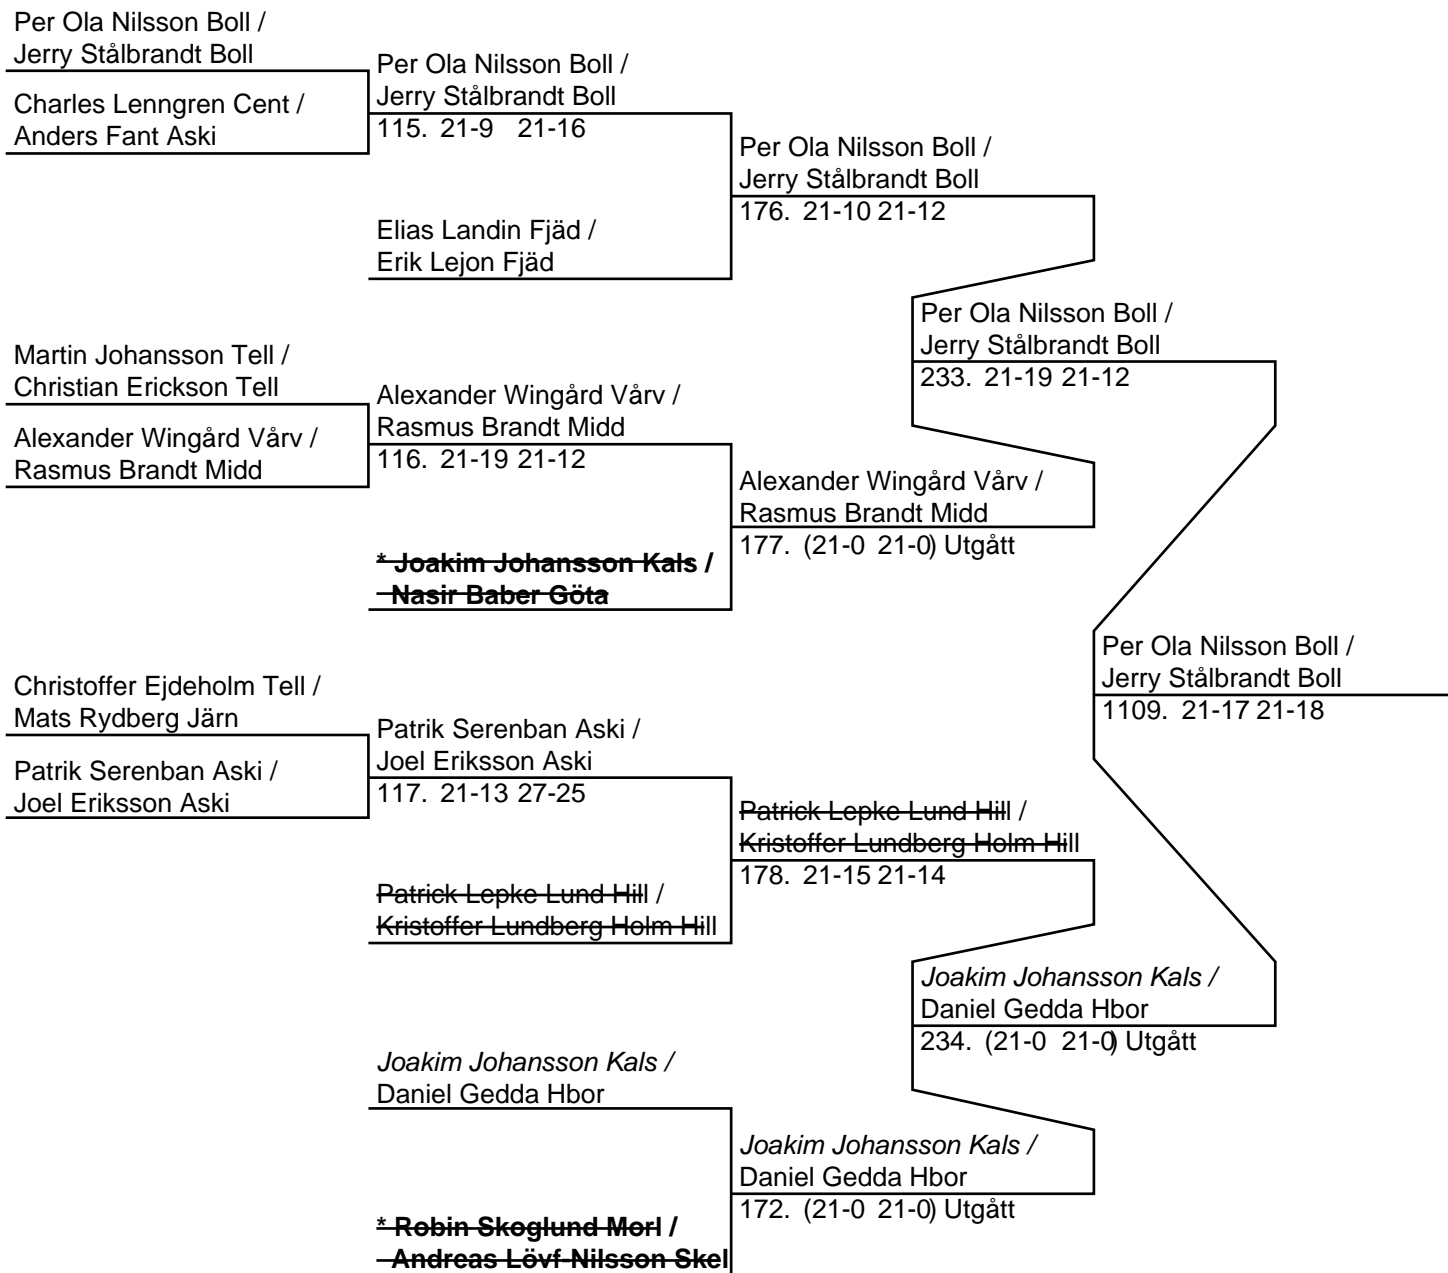 Per Ola Nilsson Boll /
Jerry Stålbrandt Boll
Charles Lenngren Cent /
Anders Fant Aski
Per Ola Nilsson Boll /
Jerry Stålbrandt Boll
115. 21-9 21-16
Elias Landin Fjäd /
Erik Lejon Fjäd
Per Ola Nilsson Boll /
Jerry Stålbrandt Boll
176. 21-10 21-12
Martin Johansson Tell /
Christian Erickson Tell
Alexander Wingård Vårv /
Rasmus Brandt Midd
Alexander Wingård Vårv /
Rasmus Brandt Midd
116. 21-19 21-12
* Joakim Johansson Kals /
Nasir Baber Göta
Alexander Wingård Vårv /
Rasmus Brandt Midd
177. (21-0 21-0) Utgått
Per Ola Nilsson Boll /
Jerry Stålbrandt Boll
233. 21-19 21-12
Christoffer Ejdeholm Tell /
Mats Rydberg Järn
Patrik Serenban Aski /
Joel Eriksson Aski
Patrik Serenban Aski /
Joel Eriksson Aski
117. 21-13 27-25
Patrick Lepke Lund Hill /
Kristoffer Lundberg Holm Hill
Patrick Lepke Lund Hill /
Kristoffer Lundberg Holm Hill
178. 21-15 21-14
Joakim Johansson Kals /
Daniel Gedda Hbor
* Robin Skoglund Morl /
Andreas Lövf-Nilsson Skel
Joakim Johansson Kals /
Daniel Gedda Hbor
172. (21-0 21-0) Utgått
Joakim Johansson Kals /
Daniel Gedda Hbor
234. (21-0 21-0) Utgått
Per Ola Nilsson Boll /
Jerry Stålbrandt Boll
1109. 21-17 21-18